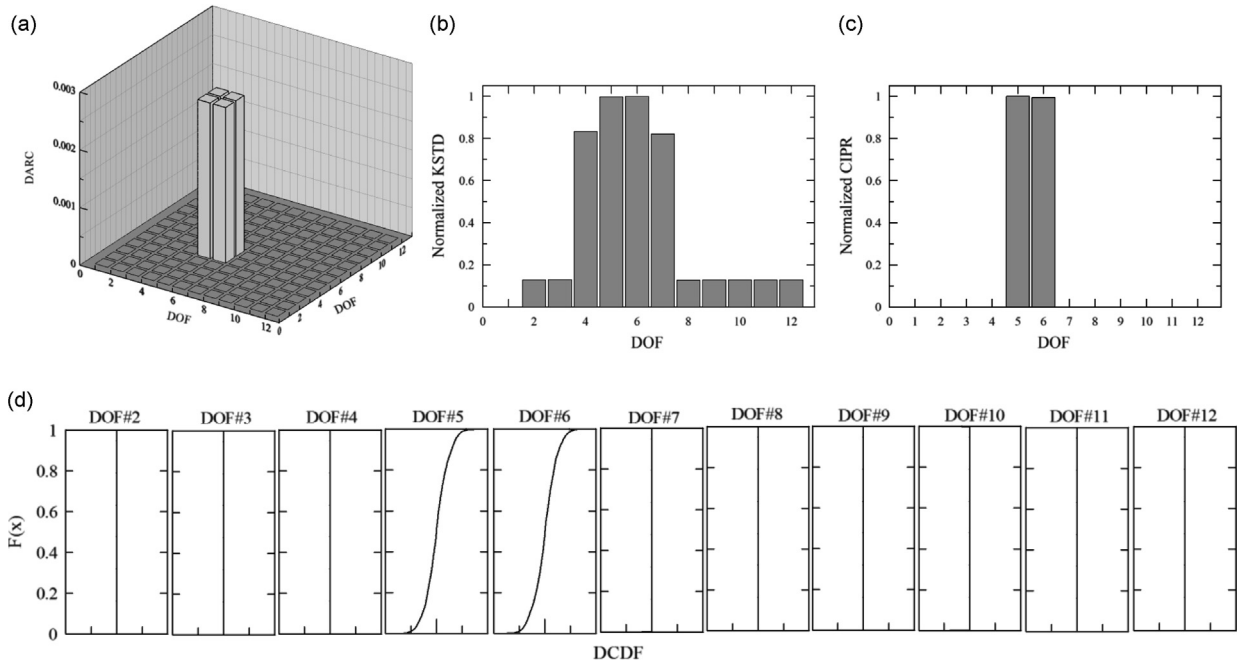 (a)
0.003
0.002
0.001
0
DARC
0 2 4 6 8 10 12
DOF
0 2 4 6 8 10 12
DOF
(b)
Normalized KSTD
1
0.8
0.6
0.4
0.2
0
0 2 4 6 8 10 12
DOF
(c)
Normalized CIPR
1
0.8
0.6
0.4
0.2
0
0 1 2 3 4 5 6 7 8 9 10 11 12
DOF
(d)
DOF#2 DOF#3 DOF#4 DOF#5 DOF#6 DOF#7 DOF#8 DOF#9 DOF#10 DOF#11 DOF#12
F(x)
1
0.8
0.6
0.4
0.2
0
DCDF